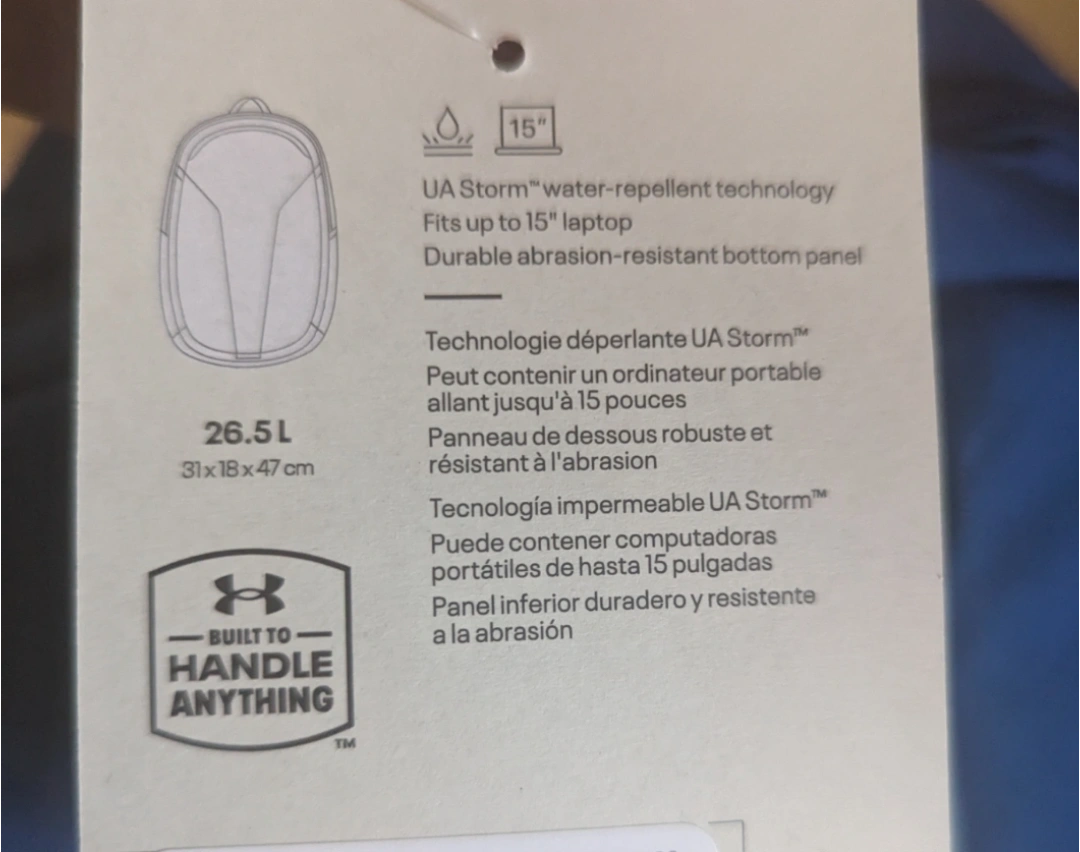 15"
UA Storm™ water-repellent technology
Fits up to 15" laptop
Durable abrasion-resistant bottom panel
Technologie déperlante UA Storm™
Peut contenir un ordinateur portable
allant jusqu'à 15 pouces
Panneau de dessous robuste et
résistant à l'abrasion
Tecnología impermeable UA Storm™
Puede contener computadoras
portátiles de hasta 15 pulgadas
Panel inferior duradero y resistente
a la abrasión
26.5 L
31 x 18 x 47 cm
BUILT TO
HANDLE
ANYTHING
™